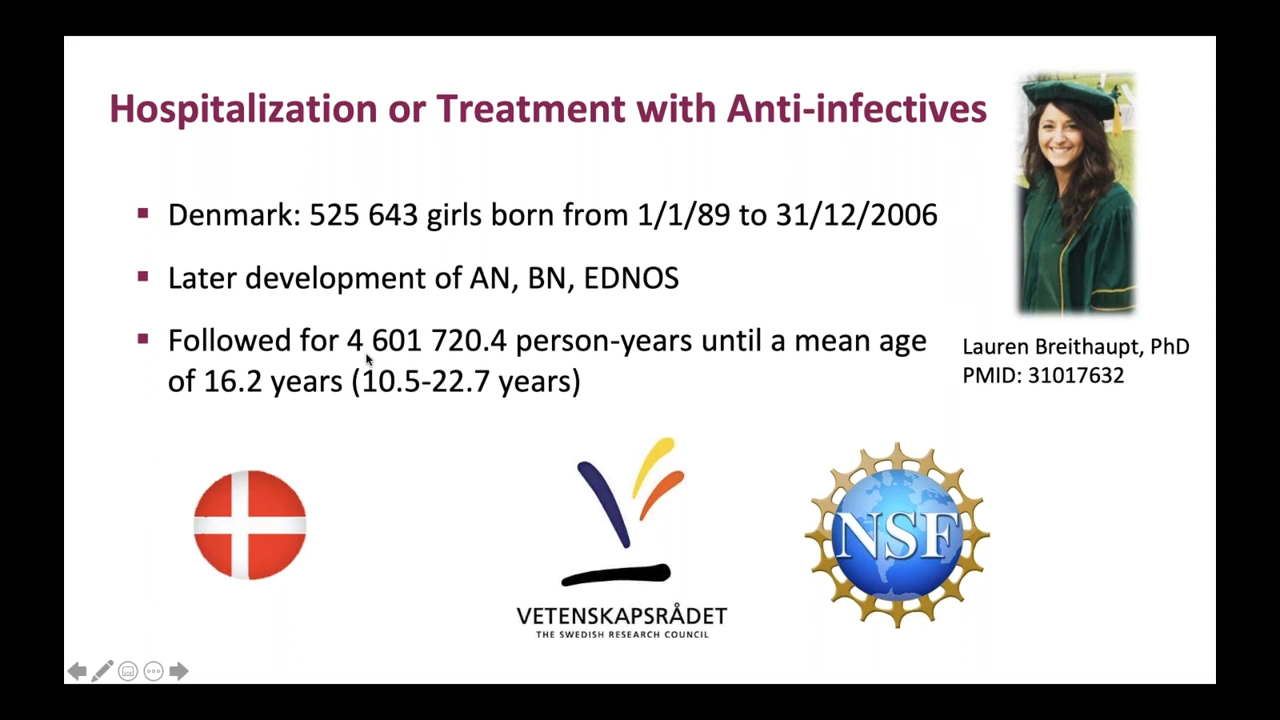 Hospitalization or Treatment with Anti-infectives
▪ Denmark: 525 643 girls born from 1/1/89 to 31/12/2006
▪ Later development of AN, BN, EDNOS
▪ Followed for 4 601 720.4 person-years until a mean age
of 16.2 years (10.5-22.7 years)
Lauren Breithaupt, PhD
PMID: 31017632
VETENSKAPSRÅDET
THE SWEDISH RESEARCH COUNCIL
NSF